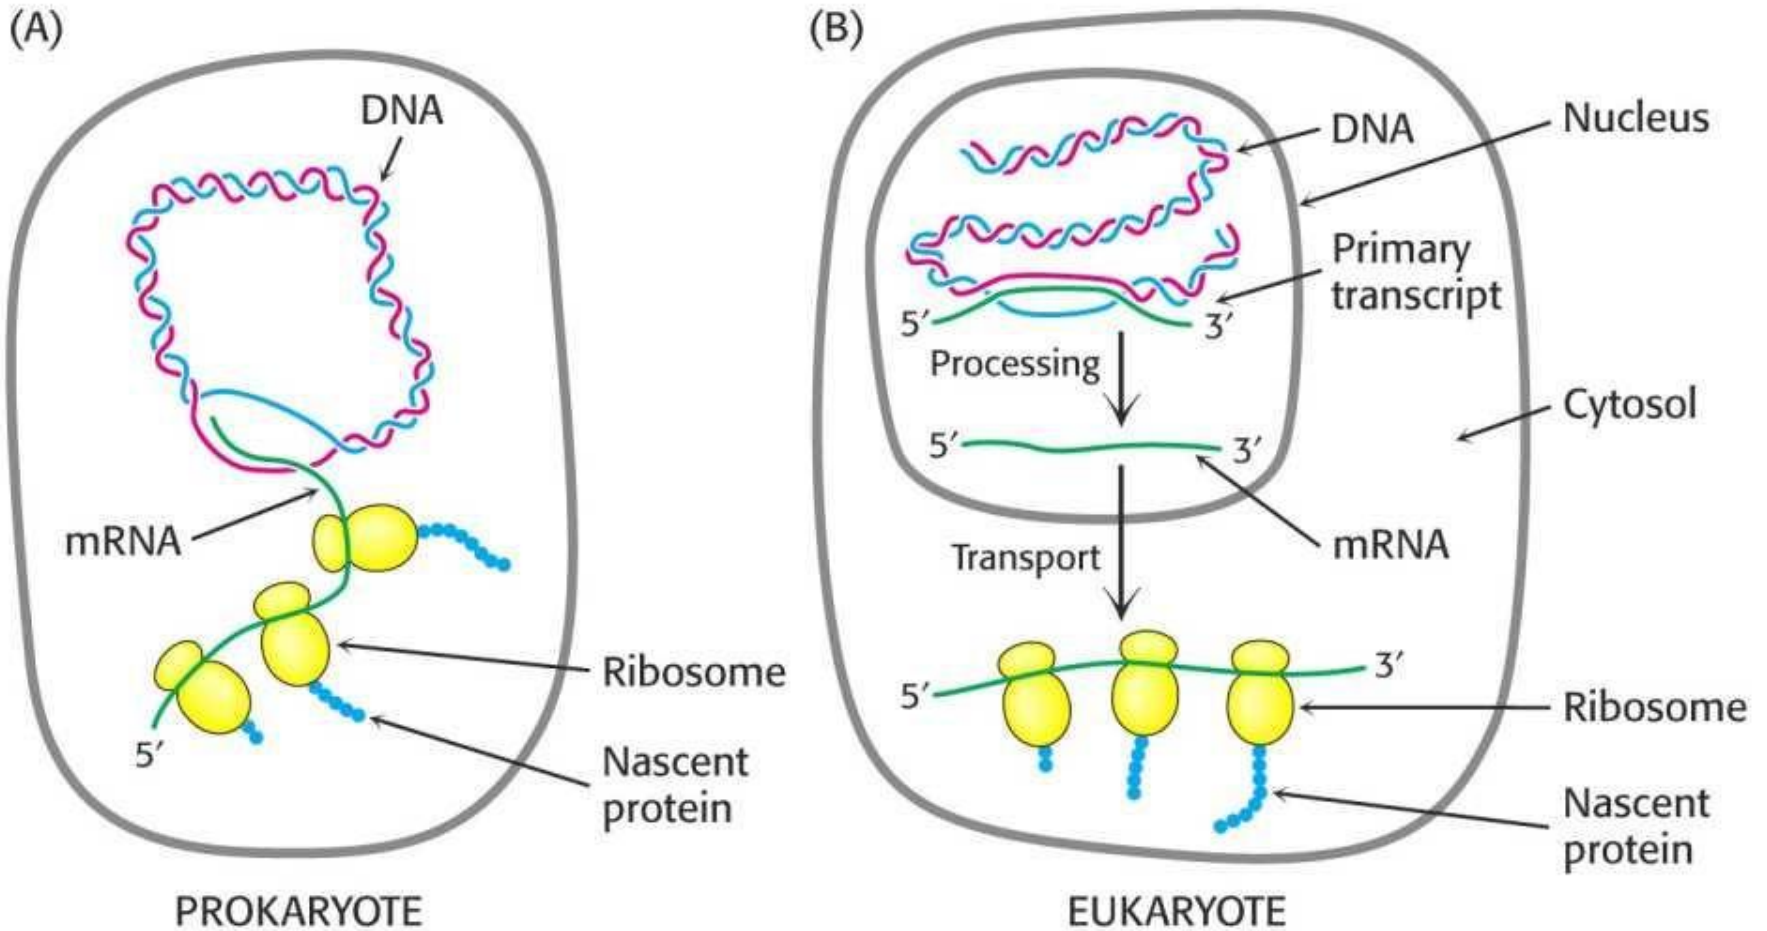 (A)
DNA
mRNA
5′
Ribosome
Nascent
protein
PROKARYOTE
(B)
DNA
Nucleus
Primary
transcript
5′
3′
Processing
Cytosol
5′
3′
mRNA
Transport
5′
3′
Ribosome
Nascent
protein
EUKARYOTE